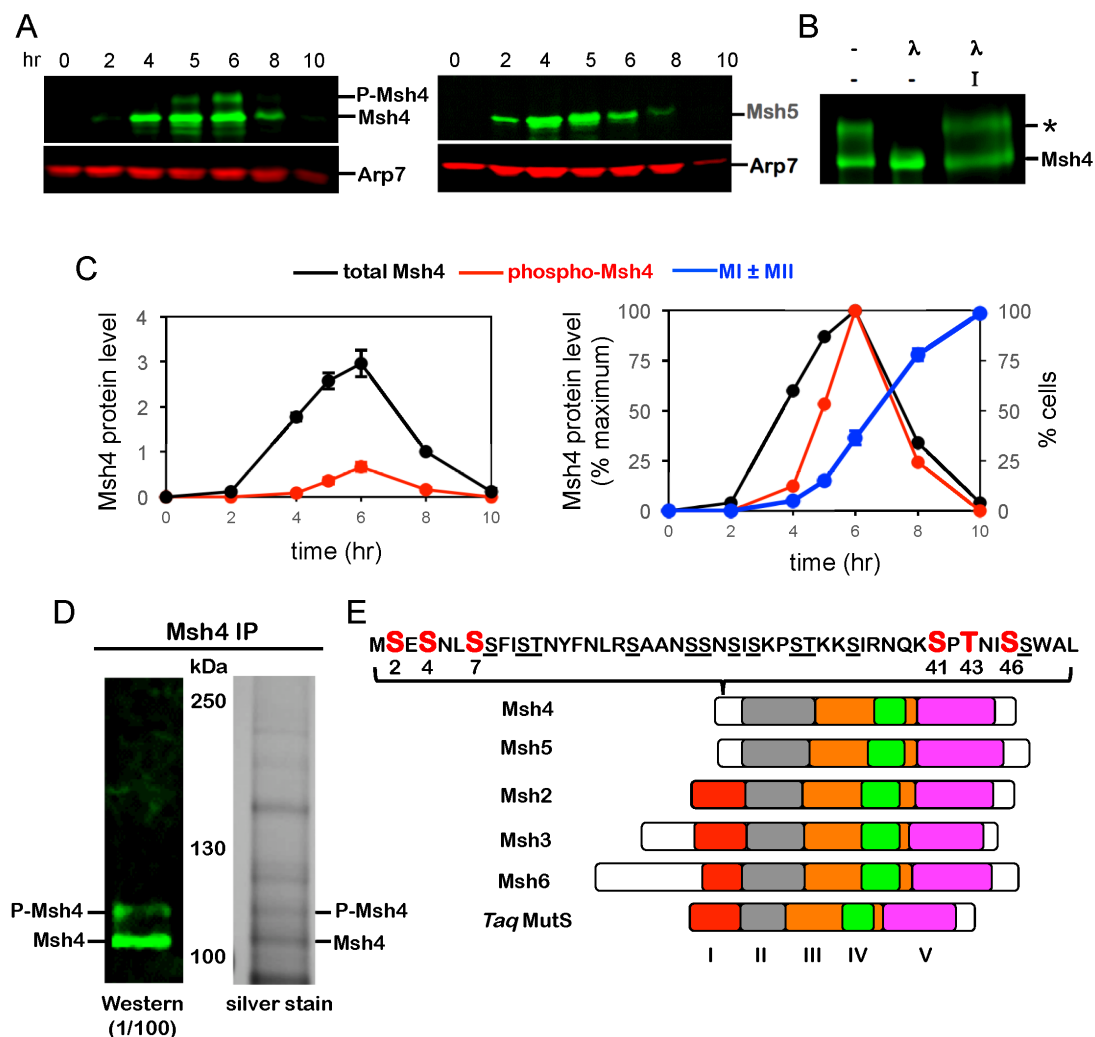 A
hr 0 2 4 5 6 8 10
P-Msh4
Msh4
Arp7
0 2 4 5 6 8 10
Msh5
Arp7
B
- λ λ
- - I
*
Msh4
C
total Msh4 phospho-Msh4 MI ± MII
Msh4 protein level
4
3
2
1
0
0 2 4 6 8 10
time (hr)
Msh4 protein level
(% maximum)
100
75
50
25
0
0 2 4 6 8 10
time (hr)
100
75
50
25
0
% cells
D
Msh4 IP
kDa
250
130
100
P-Msh4
Msh4
P-Msh4
Msh4
Western
(1/100)
silver stain
E
MSESNLSSFISTNYFNLRSAANSSNSISKPSTKKSIRNQKSPTNISSWAL
2 4 7 41 43 46
Msh4
Msh5
Msh2
Msh3
Msh6
Taq MutS
I II III IV V